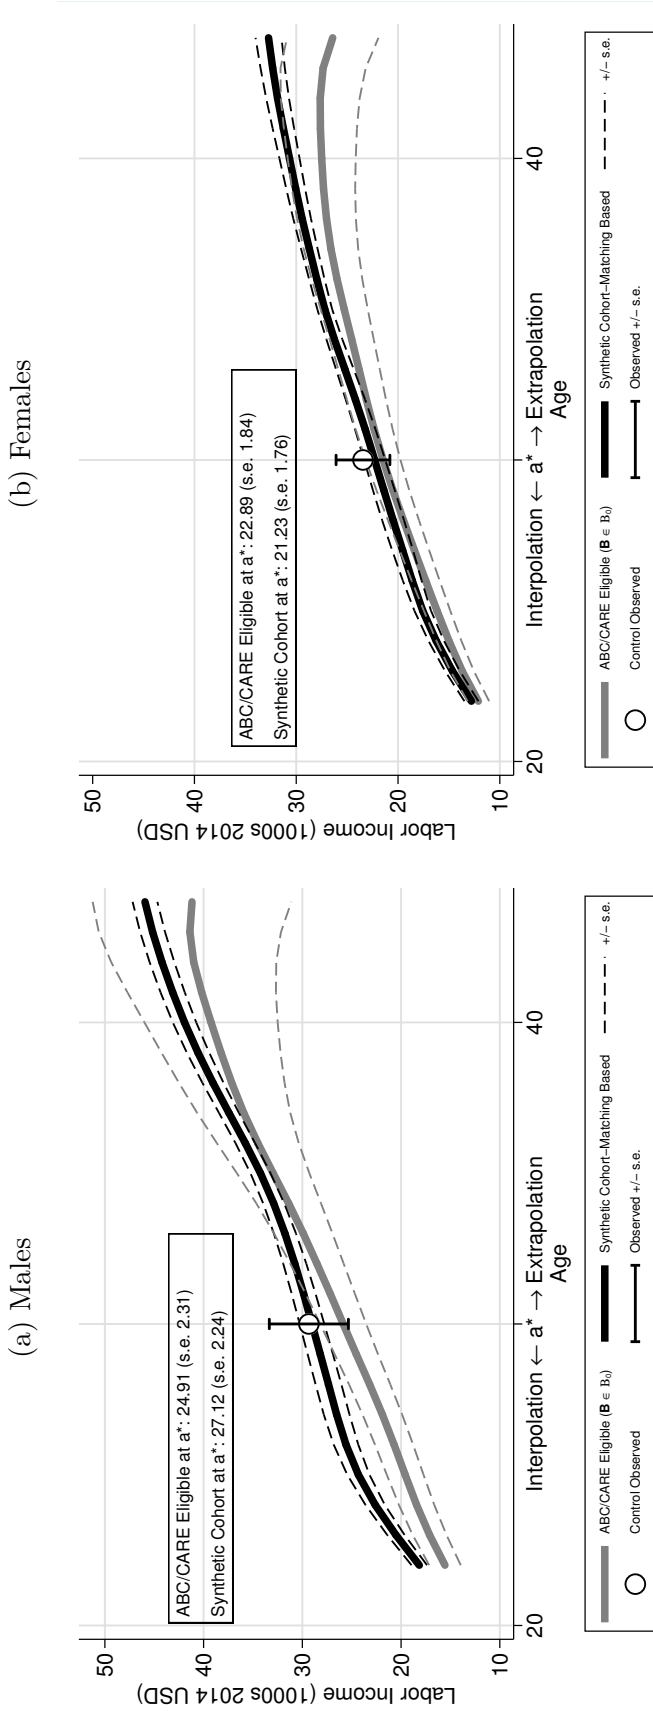 (a) Males
ABC/CARE Eligible at a*: 24.91 (s.e. 2.31)
Synthetic Cohort at a*: 27.12 (s.e. 2.24)
Labor Income (1000s 2014 USD)
50
40
30
20
10
20
40
Interpolation ← a* → Extrapolation
Age
ABC/CARE Eligible (B ∈ B₀)
Synthetic Cohort−Matching Based
+/− s.e.
Control Observed
Observed +/− s.e.
(b) Females
ABC/CARE Eligible at a*: 22.89 (s.e. 1.84)
Synthetic Cohort at a*: 21.23 (s.e. 1.76)
Labor Income (1000s 2014 USD)
50
40
30
20
10
20
40
Interpolation ← a* → Extrapolation
Age
ABC/CARE Eligible (B ∈ B₀)
Synthetic Cohort−Matching Based
+/− s.e.
Control Observed
Observed +/− s.e.